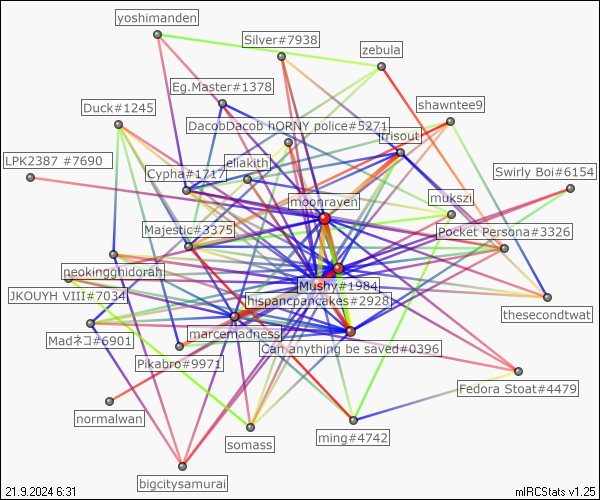 yoshimanden
Silver#7938
zebula
Eg.Master#1378
Duck#1245
shawntee9
DacobDacob hORNY police#5271
irisout
LPK2387 #7690
eliakith
Cypha#1717
Swirly Boi#6154
moonraven
mukszi
Majestic#3375
Pocket Persona#3326
neokingghidorah
Mushy#1984
JKOUYH VIII#7034
hispancpancakes#2928
thesecondtwat
Madネコ#6901
marcemadness
Can anything be saved#0396
Pikabro#9971
Fedora Stoat#4479
normalwan
somass
ming#4742
bigcitysamurai
21.9.2024 6:31
mIRCStats v1.25